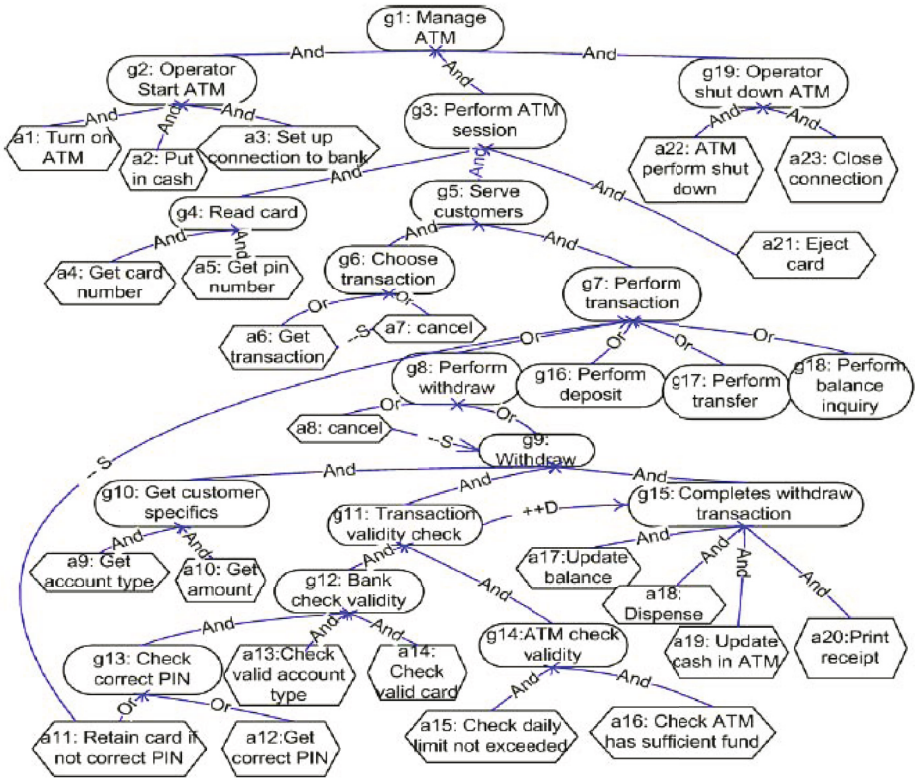 g1: Manage
ATM
And
And
And
g2: Operator
Start ATM
g3: Perform ATM
session
g19: Operator
shut down ATM
And
And
And
a1: Turn on
ATM
a2: Put
in cash
a3: Set up
connection to bank
And
And
a22: ATM
perform shut
down
a23: Close
connection
And
And
And
g4: Read card
g5: Serve
customers
And
And
a4: Get card
number
a5: Get pin
number
And
And
a21: Eject
card
g6: Choose
transaction
g7: Perform
transaction
Or
Or
a6: Get
transaction
--S
a7: cancel
Or
Or
Or
Or
g8: Perform
withdraw
g16: Perform
deposit
g17: Perform
transfer
g18: Perform
balance
inquiry
Or
Or
a8: cancel
--S
g9:
Withdraw
--S
And
And
And
g10: Get customer
specifics
g11: Transaction
validity check
++D
g15: Completes withdraw
transaction
And
And
a9: Get
account type
a10: Get
amount
And
And
And
And
And
And
g12: Bank
check validity
a17:Update
balance
a18:
Dispense
a19: Update
cash in ATM
a20:Print
receipt
And
And
And
g13: Check
correct PIN
a13:Check
valid account
type
a14:
Check
valid card
g14:ATM check
validity
Or
Or
a11: Retain card if
not correct PIN
a12:Get
correct PIN
And
And
a15: Check daily
limit not exceeded
a16: Check ATM
has sufficient fund